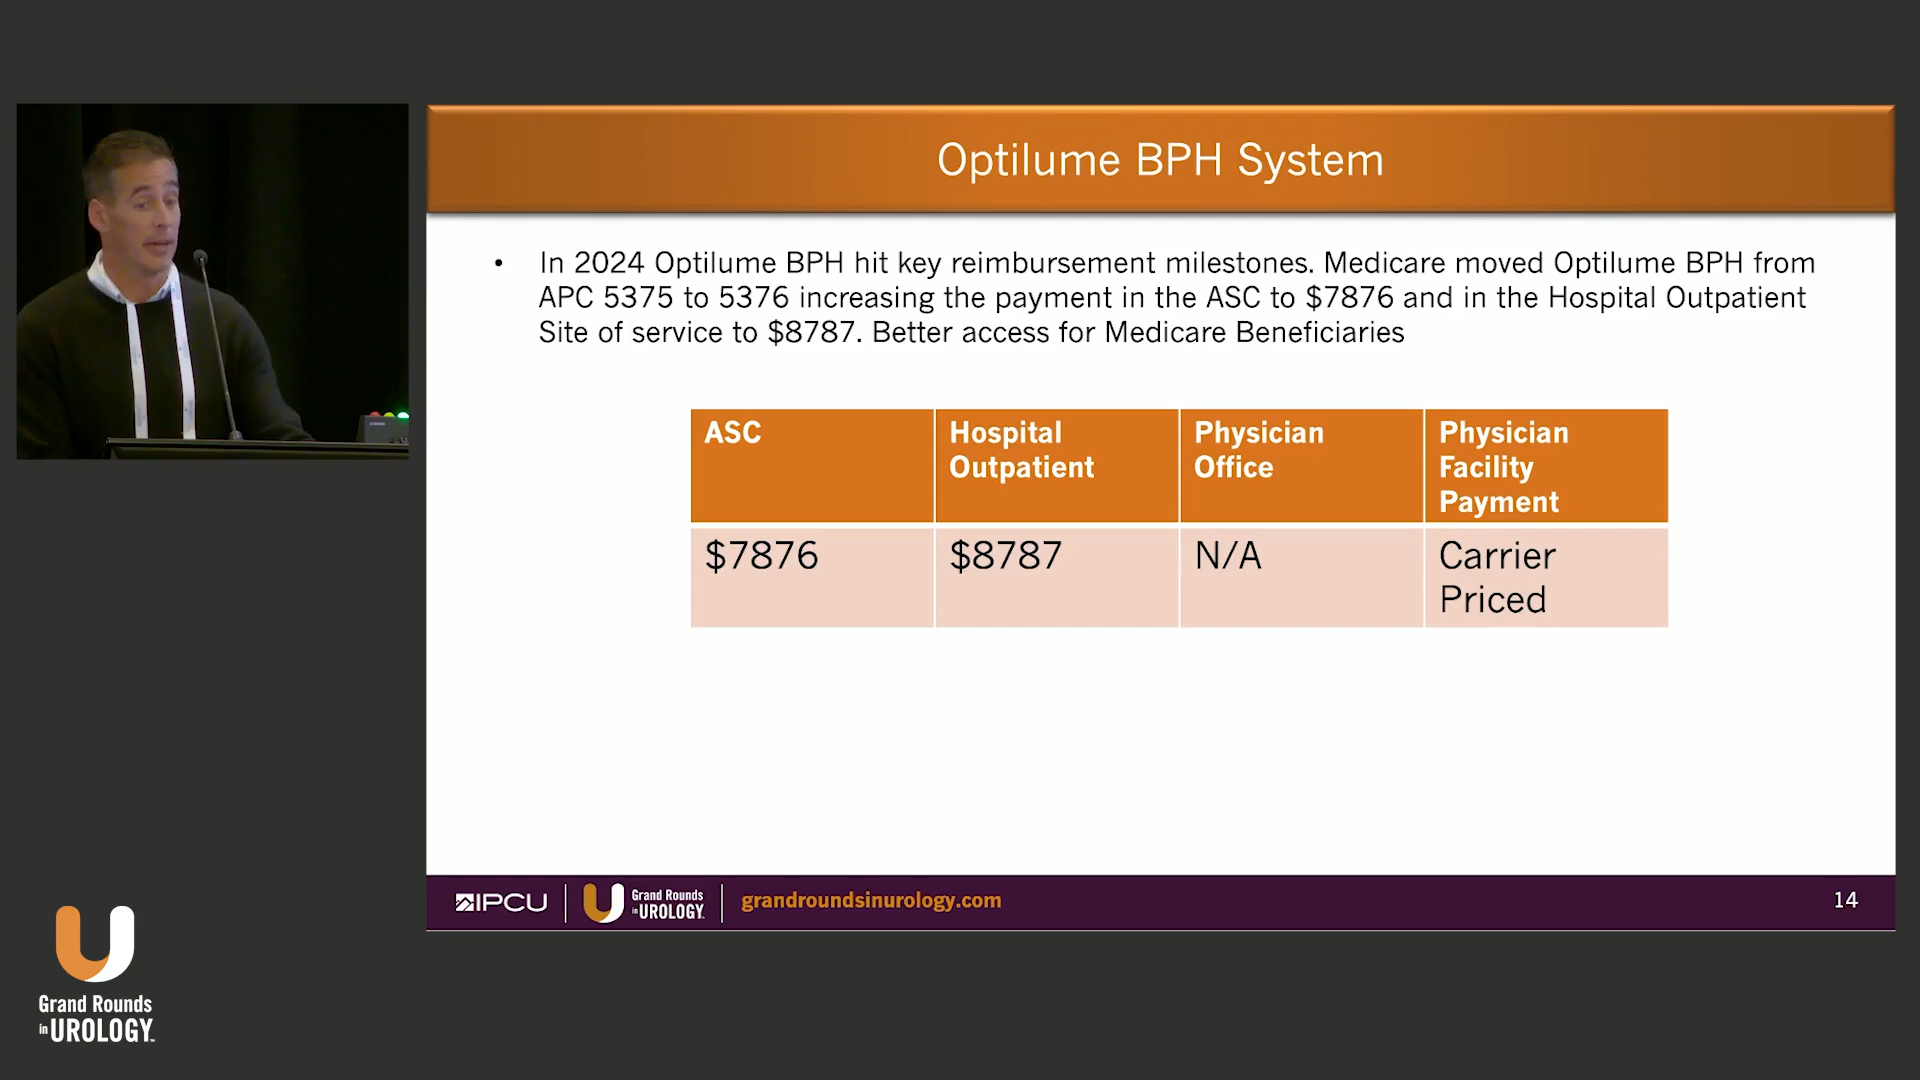 Optilume BPH System
• In 2024 Optilume BPH hit key reimbursement milestones. Medicare moved Optilume BPH from
APC 5375 to 5376 increasing the payment in the ASC to $7876 and in the Hospital Outpatient
Site of service to $8787. Better access for Medicare Beneficiaries
ASC
Hospital
Outpatient
Physician
Office
Physician
Facility
Payment
$7876
$8787
N/A
Carrier
Priced
IPCU
Grand Rounds
in UROLOGY
grandroundsinurology.com
14
Grand Rounds
in UROLOGY